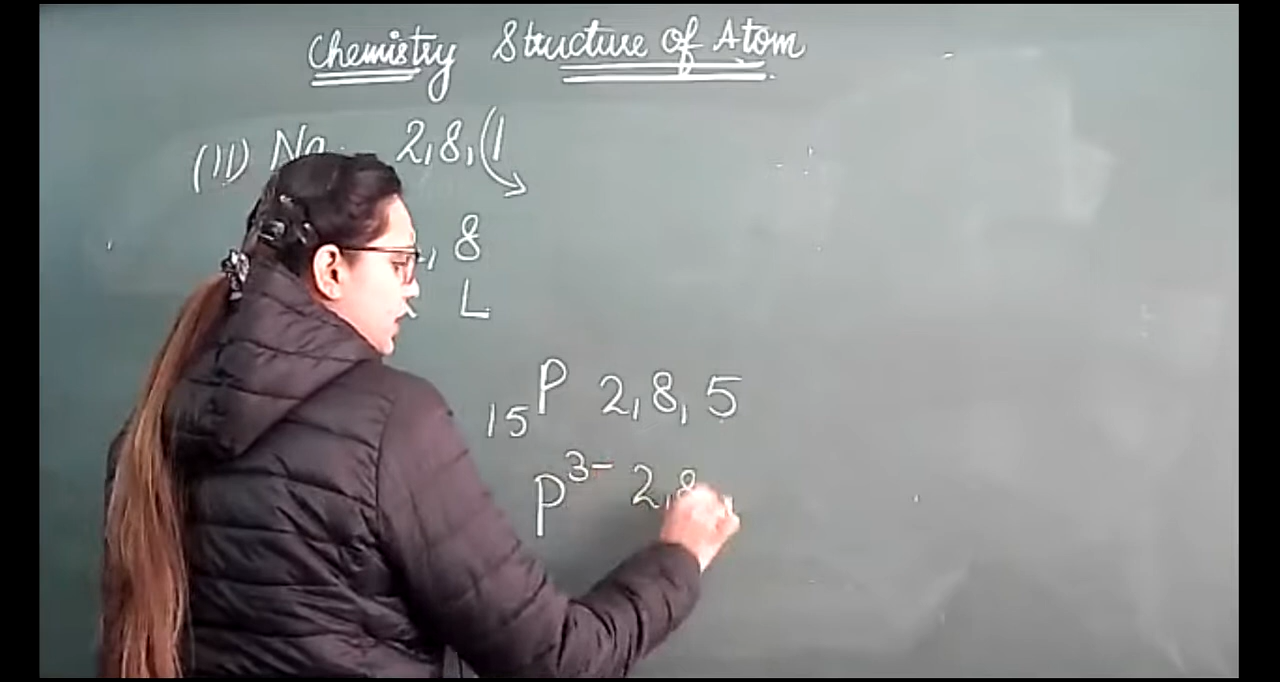 Chemistry Structure of Atom
(11) Na 2,8,(1
, 8
L
15P 2,8,5
p3- 2,8